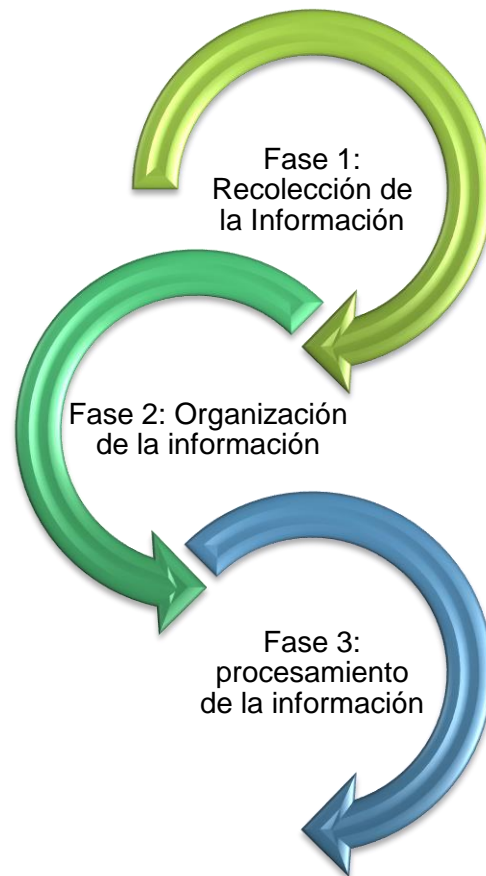 Fase 1:
Recolección de
la Información
Fase 2: Organización
de la información
Fase 3:
procesamiento
de la información